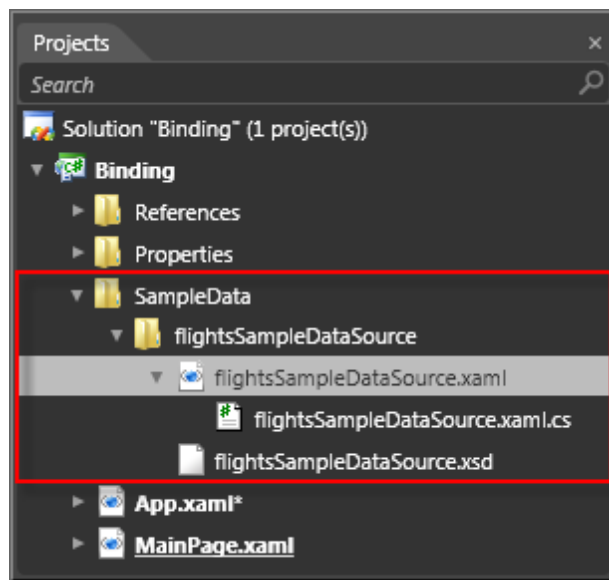 Projects
Search
Solution "Binding" (1 project(s))
Binding
References
Properties
SampleData
flightsSampleDataSource
flightsSampleDataSource.xaml
flightsSampleDataSource.xaml.cs
flightsSampleDataSource.xsd
App.xaml*
MainPage.xaml